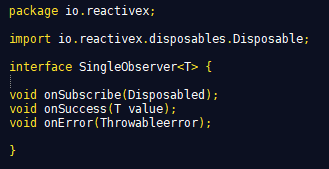 package io.reactivex;
import io.reactivex.disposables.Disposable;
interface SingleObserver<T> {
void onSubscribe(Disposabled);
void onSuccess(T value);
void onError(Throwableerror);
}